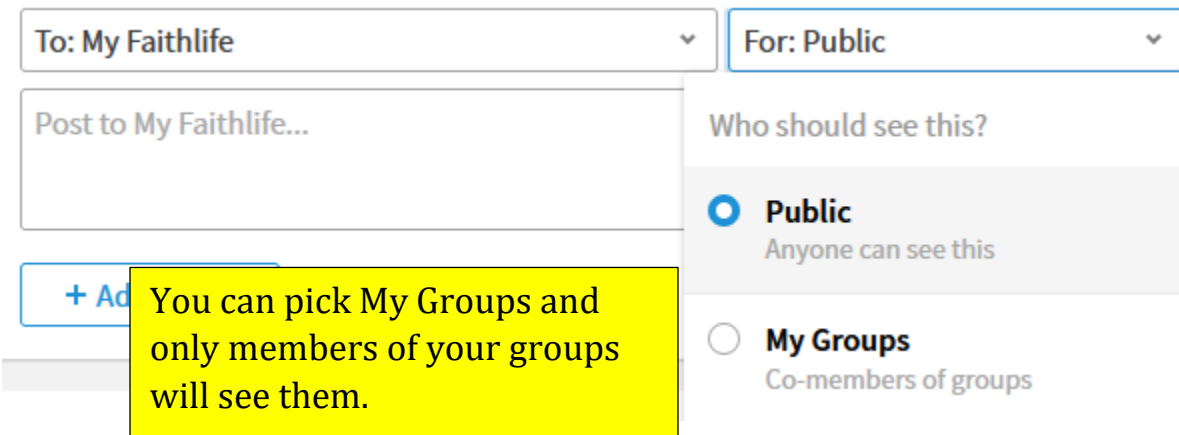 To: My Faithlife
For: Public
Post to My Faithlife...
Who should see this?
Public
Anyone can see this
+ Ad
You can pick My Groups and
only members of your groups
will see them.
My Groups
Co-members of groups